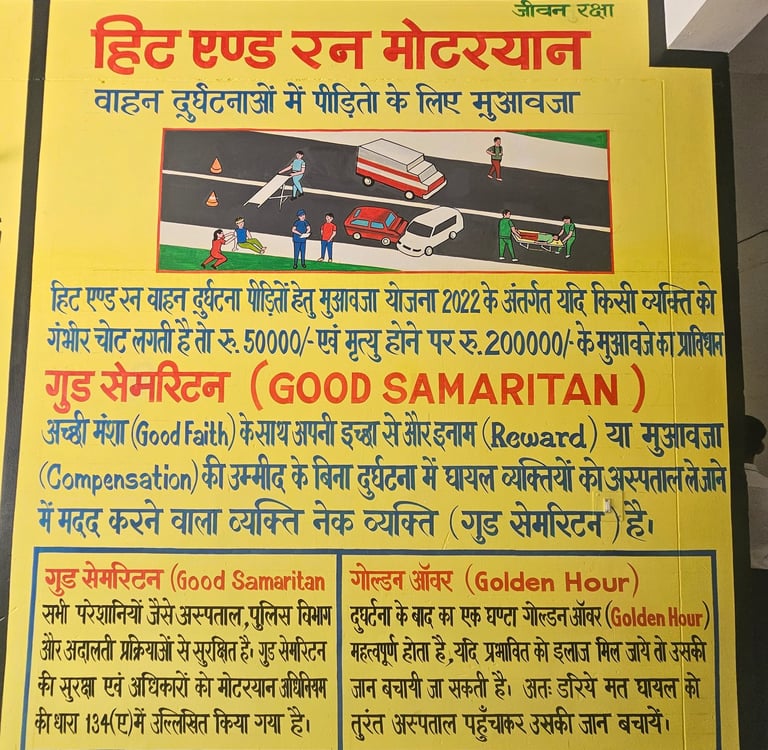 जीवन रक्षा
हिट एण्ड रन मोटरयान
वाहन दुर्घटनाओं में पीड़ितो के लिए मुआवजा
हिट एण्ड रन वाहन दुर्घटना पीड़ितों हेतु मुआवजा योजना 2022 के अंतर्गत यदि किसी व्यक्ति को
गंभीर चोट लगती है तो रु. 50000/- एवं मृत्यु होने पर रु. 200000/- के मुआवजे का प्राविधान
गुड सेमरिटन (GOOD SAMARITAN)
अच्छी मंशा (Good Faith) के साथ अपनी इच्छा से और इनाम (Reward) या मुआवजा
(Compensation) की उम्मीद के बिना दुर्घटना में घायल व्यक्तियों को अस्पताल ले जाने
में मदद करने वाला व्यक्ति नेक व्यक्ति (गुड सेमरिटन) है।
गुड सेमरिटन (Good Samaritan
सभी परेशानियों जैसे अस्पताल, पुलिस विभाग
और अदालती प्रक्रियाओं से सुरक्षित है। गुड सेमरिटन
की सुरक्षा एवं अधिकारों को मोटरयान अधिनियम
की धारा 134(ए) में उल्लिसित किया गया है।
गोल्डन ऑवर (Golden Hour)
दुघर्टना के बाद का एक घण्टा गोल्डन ऑवर (Golden Hour)
महत्वपूर्ण होता है, यदि प्रभावित को इलाज मिल जाये तो उसकी
जान बचायी जा सकती है। अतः डरिये मत घायल को
तुरंत अस्पताल पहुँचाकर उसकी जान बचायें।